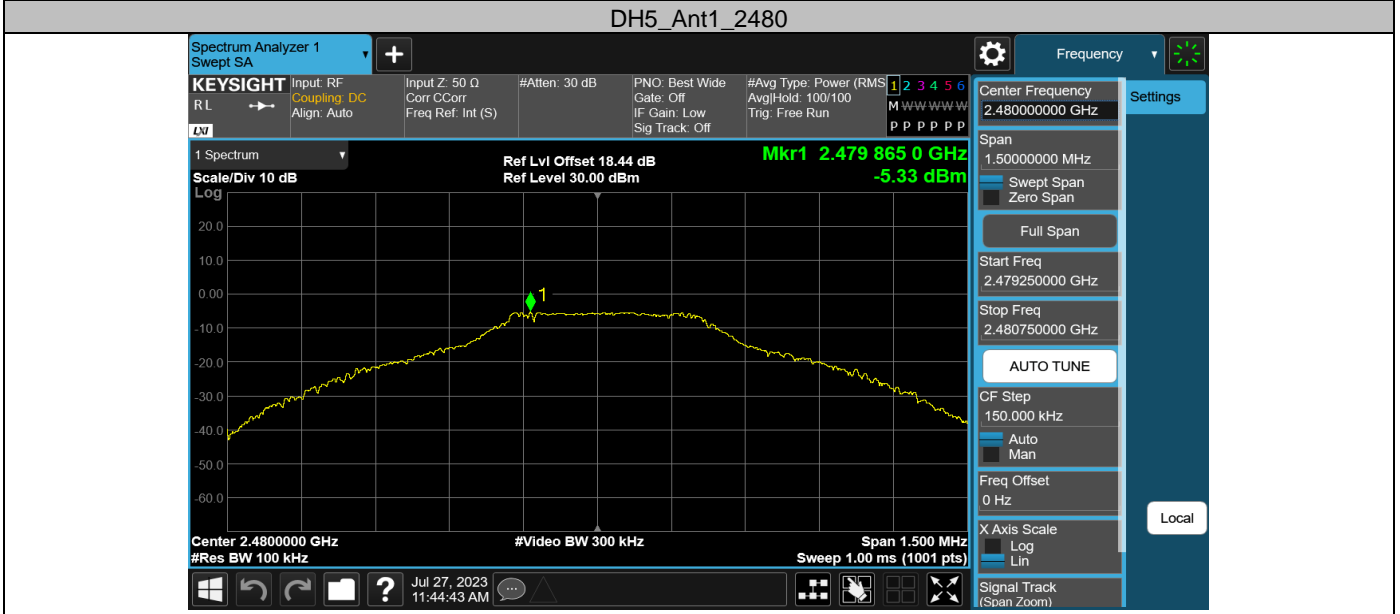 DH5_Ant1_2480
Spectrum Analyzer 1
Swept SA
+
Frequency
KEYSIGHT
R L
LXI
Input: RF
Coupling: DC
Align: Auto
Input Z: 50 Ω
Corr CCorr
Freq Ref: Int (S)
#Atten: 30 dB
PNO: Best Wide
Gate: Off
IF Gain: Low
Sig Track: Off
#Avg Type: Power (RMS
Avg|Hold: 100/100
Trig: Free Run
1 2 3 4 5 6
M W W W W W
P P P P P P
1 Spectrum
Scale/Div 10 dB
Log
Ref Lvl Offset 18.44 dB
Ref Level 30.00 dBm
Mkr1 2.479 865 0 GHz
-5.33 dBm
20.0
10.0
0.00
-10.0
-20.0
-30.0
-40.0
-50.0
-60.0
1
Center 2.4800000 GHz
#Res BW 100 kHz
#Video BW 300 kHz
Span 1.500 MHz
Sweep 1.00 ms (1001 pts)
Center Frequency
2.480000000 GHz
Settings
Span
1.50000000 MHz
Swept Span
Zero Span
Full Span
Start Freq
2.479250000 GHz
Stop Freq
2.480750000 GHz
AUTO TUNE
CF Step
150.000 kHz
Auto
Man
Freq Offset
0 Hz
X Axis Scale
Log
Lin
Local
Signal Track
(Span Zoom)
?
Jul 27, 2023
11:44:43 AM